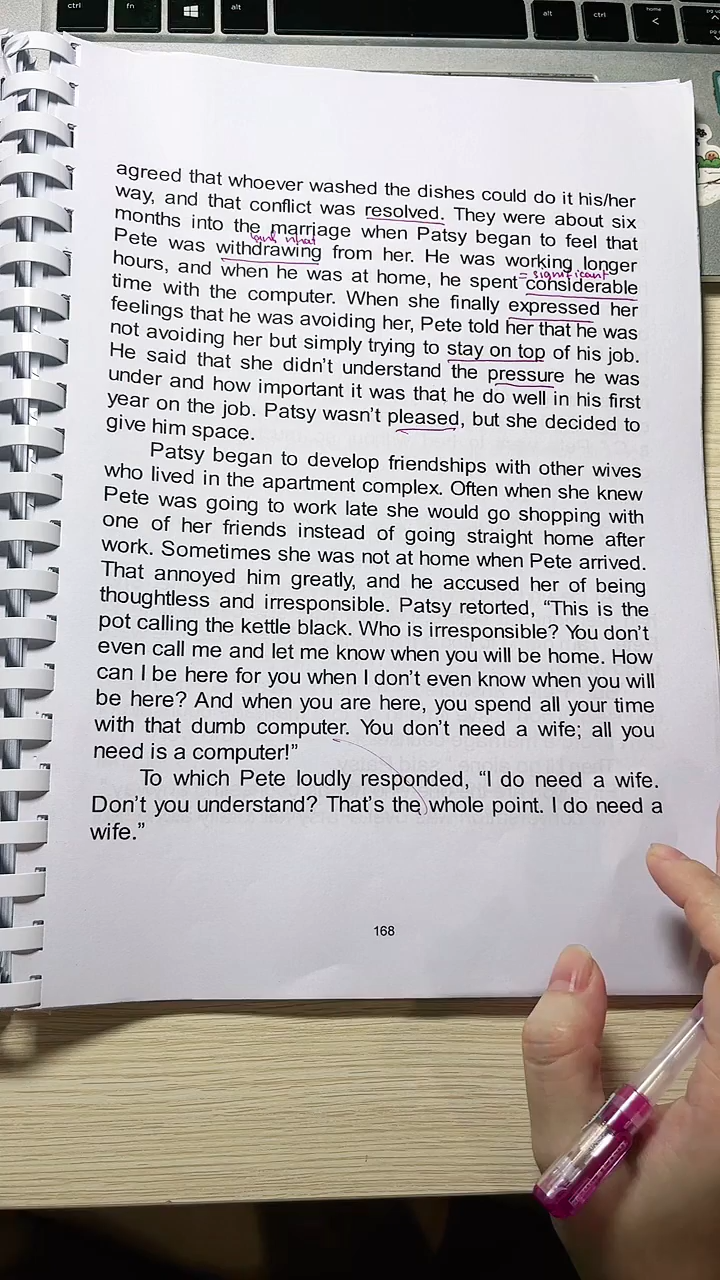 ctrl fn alt alt ctrl home
agreed that whoever washed the dishes could do it his/her
way, and that conflict was resolved. They were about six
months into the marriage when Patsy began to feel that
Pete was withdrawing from her. He was working longer
= significant
hours, and when he was at home, he spent considerable
time with the computer. When she finally expressed her
feelings that he was avoiding her, Pete told her that he was
not avoiding her but simply trying to stay on top of his job.
He said that she didn't understand the pressure he was
under and how important it was that he do well in his first
year on the job. Patsy wasn't pleased, but she decided to
give him space.
Patsy began to develop friendships with other wives
who lived in the apartment complex. Often when she knew
Pete was going to work late she would go shopping with
one of her friends instead of going straight home after
work. Sometimes she was not at home when Pete arrived.
That annoyed him greatly, and he accused her of being
thoughtless and irresponsible. Patsy retorted, “This is the
pot calling the kettle black. Who is irresponsible? You don't
even call me and let me know when you will be home. How
can I be here for you when I don't even know when you will
be here? And when you are here, you spend all your time
with that dumb computer. You don't need a wife; all you
need is a computer!”
To which Pete loudly responded, “I do need a wife.
Don't you understand? That's the whole point. I do need a
wife.”
168